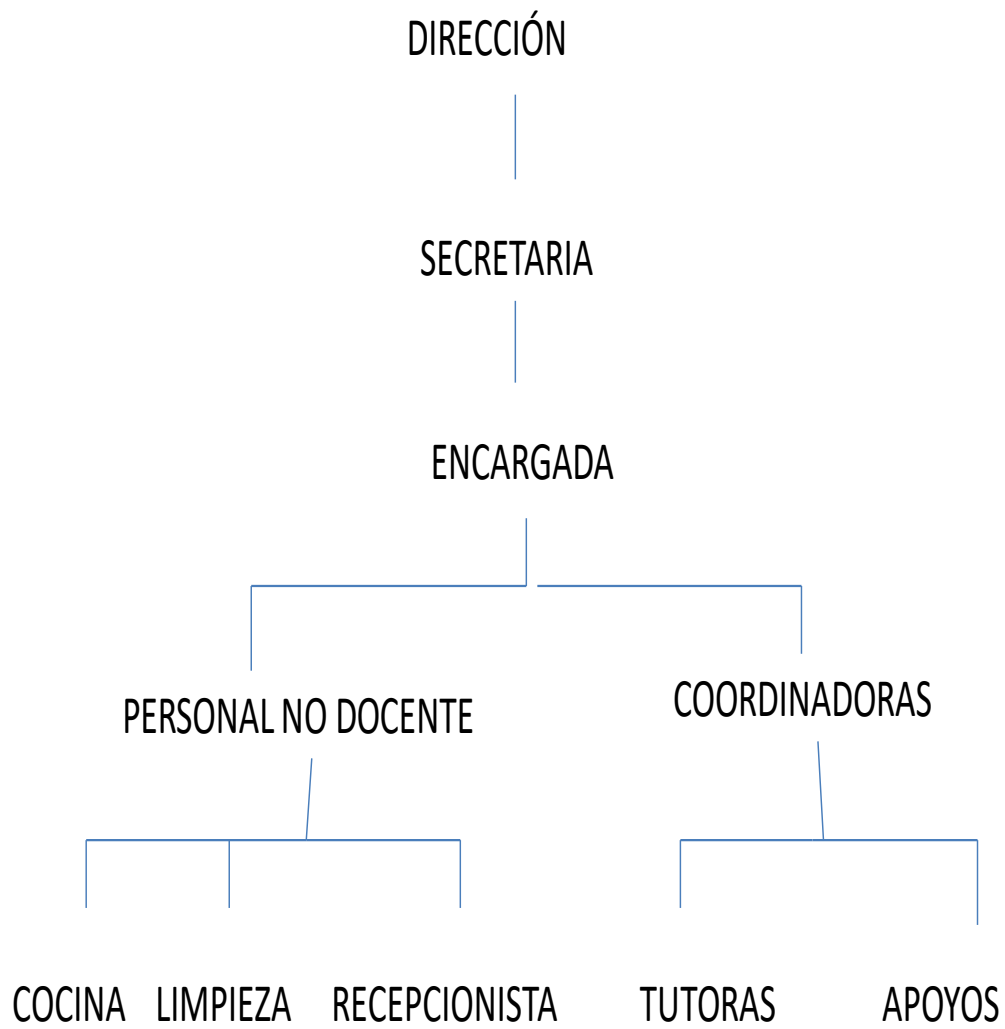 DIRECCIÓN
SECRETARIA
ENCARGADA
PERSONAL NO DOCENTE
COORDINADORAS
COCINA LIMPIEZA RECEPCIONISTA TUTORAS APOYOS